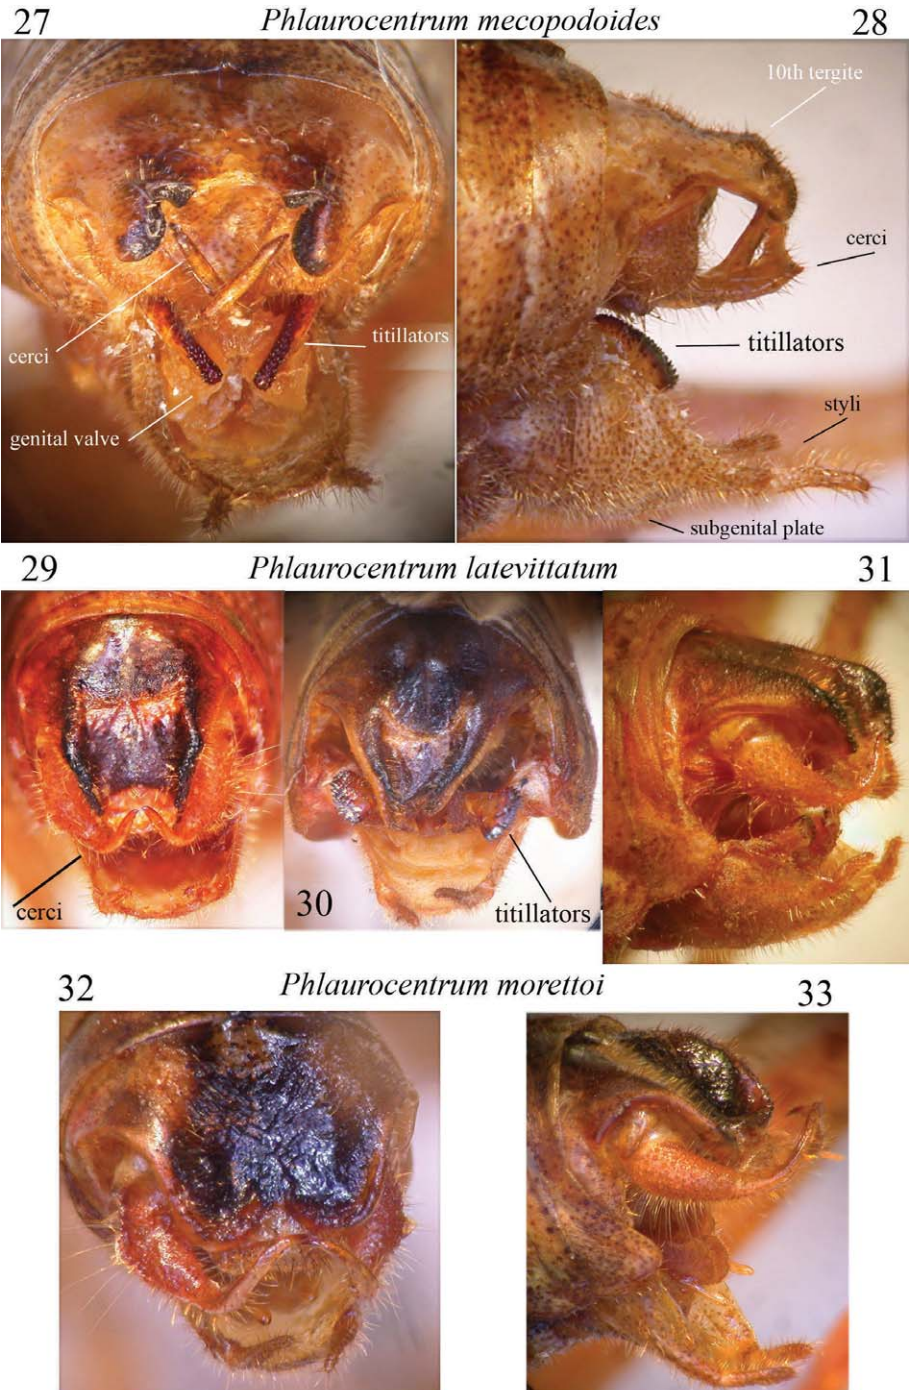 27 Phlaurocentrum mecopodoides 28
10th tergite
cerci
titillators
styli
subgenital plate
cerci
titillators
genital valve
29 Phlaurocentrum latevittatum 31
cerci
30
titillators
32 Phlaurocentrum morettoi 33